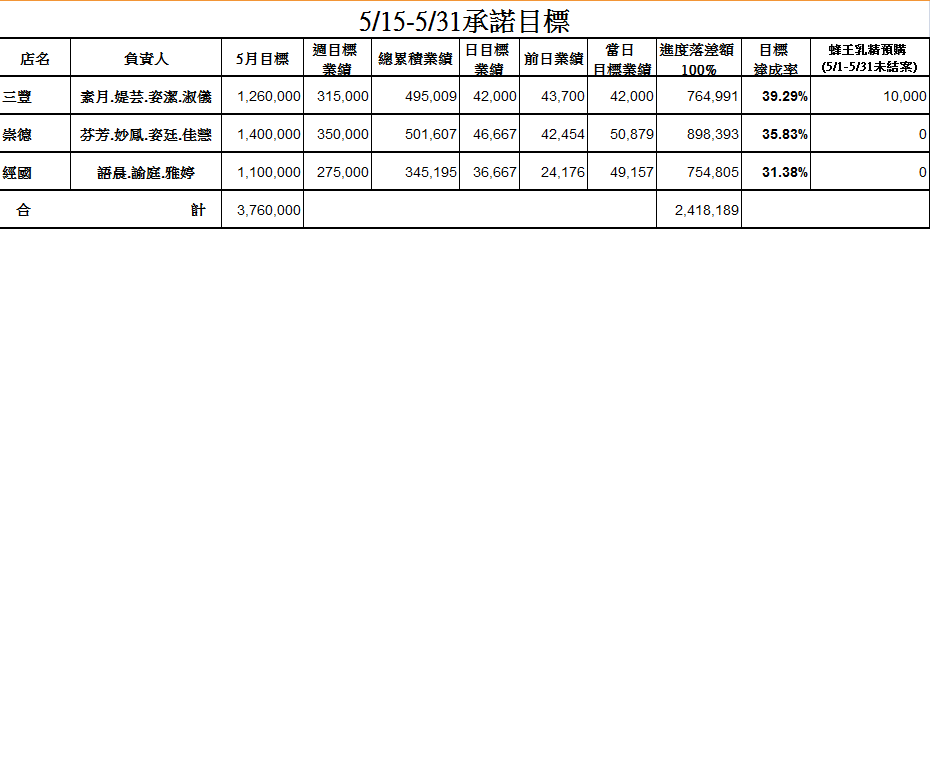 5/15-5/31承諾目標
店名 負責人 5月目標 週目標業績 總累積業績 日目標業績 前日業績 當日目標業績 進度落差額100% 目標達成率 蜂王乳精預購(5/1-5/31未結案)
三豐 素月.媞芸.姿潔.淑儀 1,260,000 315,000 495,009 42,000 43,700 42,000 764,991 39.29% 10,000
崇德 芬芳.妙鳳.姿廷.佳慧 1,400,000 350,000 501,607 46,667 42,454 50,879 898,393 35.83% 0
經國 語晨.諭庭.雅婷 1,100,000 275,000 345,195 36,667 24,176 49,157 754,805 31.38% 0
合 計 3,760,000 2,418,189